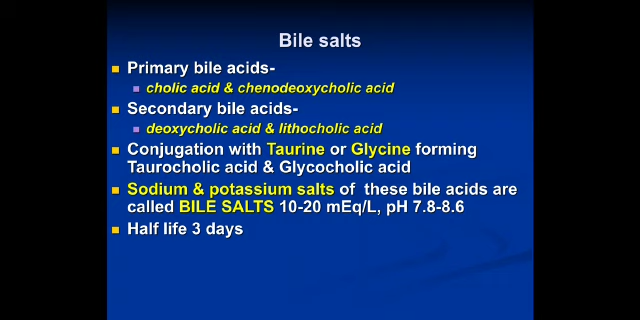 Bile salts
Primary bile acids-
cholic acid & chenodeoxycholic acid
Secondary bile acids-
deoxycholic acid & lithocholic acid
Conjugation with Taurine or Glycine forming
Taurocholic acid & Glycocholic acid
Sodium & potassium salts of these bile acids are
called BILE SALTS 10-20 mEq/L, pH 7.8-8.6
Half life 3 days